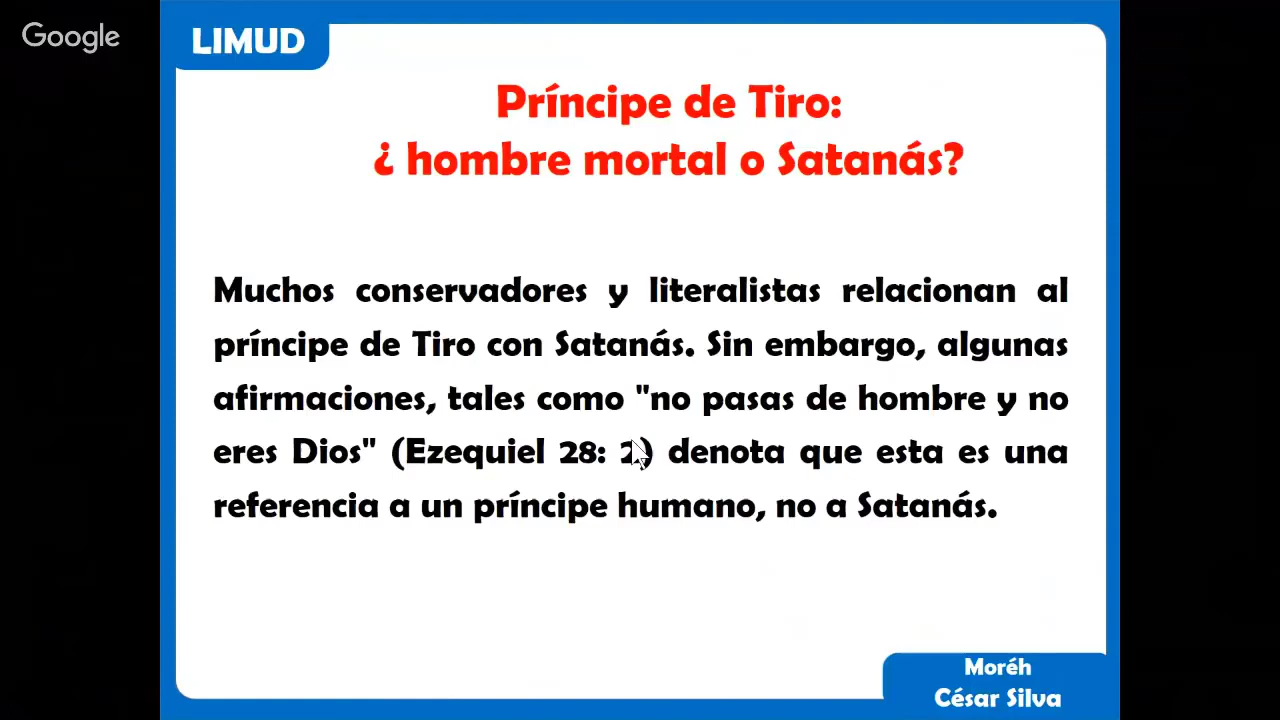 Google
LIMUD
Príncipe de Tiro:
¿ hombre mortal o Satanás?
Muchos conservadores y literalistas relacionan al
príncipe de Tiro con Satanás. Sin embargo, algunas
afirmaciones, tales como "no pasas de hombre y no
eres Dios" (Ezequiel 28: 2) denota que esta es una
referencia a un príncipe humano, no a Satanás.
Moréh
César Silva